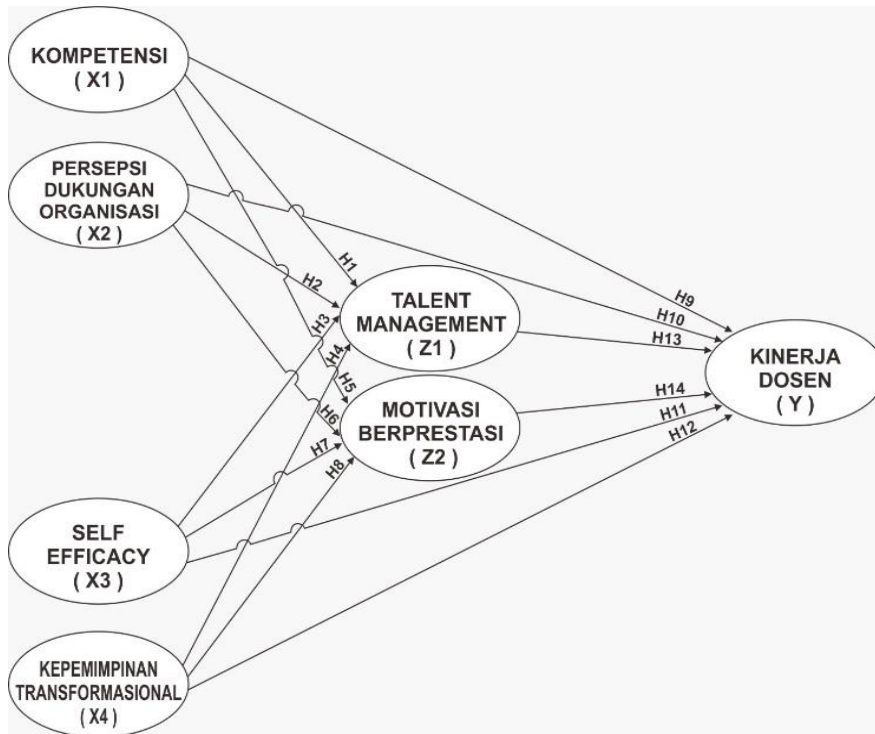 KOMPETENSI
( X1 )
PERSEPSI
DUKUNGAN
ORGANISASI
( X2 )
H1
H2
H3
H4
H5
H6
H7
H8
TALENT
MANAGEMENT
( Z1 )
MOTIVASI
BERPRESTASI
( Z2 )
H9
H10
H13
H14
H11
H12
KINERJA
DOSEN
( Y )
SELF
EFFICACY
( X3 )
KEPEMIMPINAN
TRANSFORMASIONAL
( X4 )